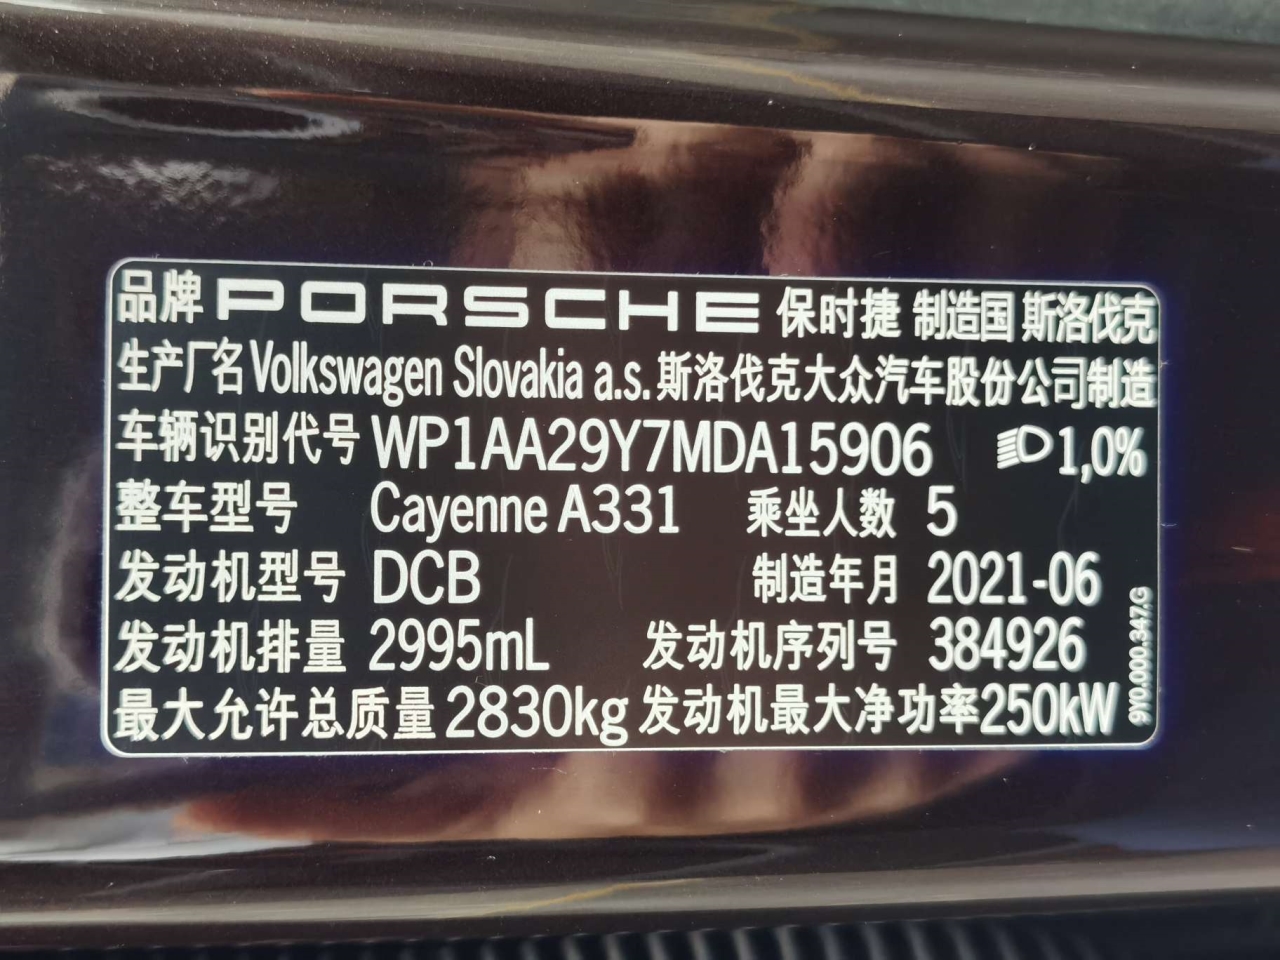 品牌 PORSCHE 保时捷 制造国 斯洛伐克
生产厂名 Volkswagen Slovakia a.s. 斯洛伐克大众汽车股份公司制造
车辆识别代号 WP1AA29Y7MDA15906 1,0%
整车型号 Cayenne A331 乘坐人数 5
发动机型号 DCB 制造年月 2021-06
发动机排量 2995mL 发动机序列号 384926
最大允许总质量 2830kg 发动机最大净功率 250kW
9Y0.000.347.G